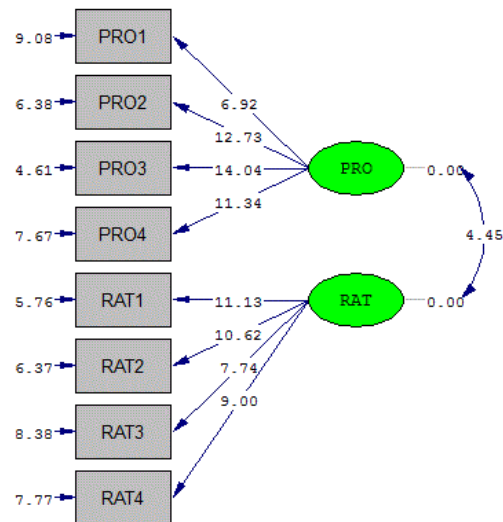 9.08 PRO1
6.92
6.38 PRO2
12.73
4.61 PRO3 14.04 PRO 0.00
11.34
7.67 PRO4
4.45
5.76 RAT1 11.13 RAT 0.00
10.62
6.37 RAT2
7.74
9.00
8.38 RAT3
7.77 RAT4